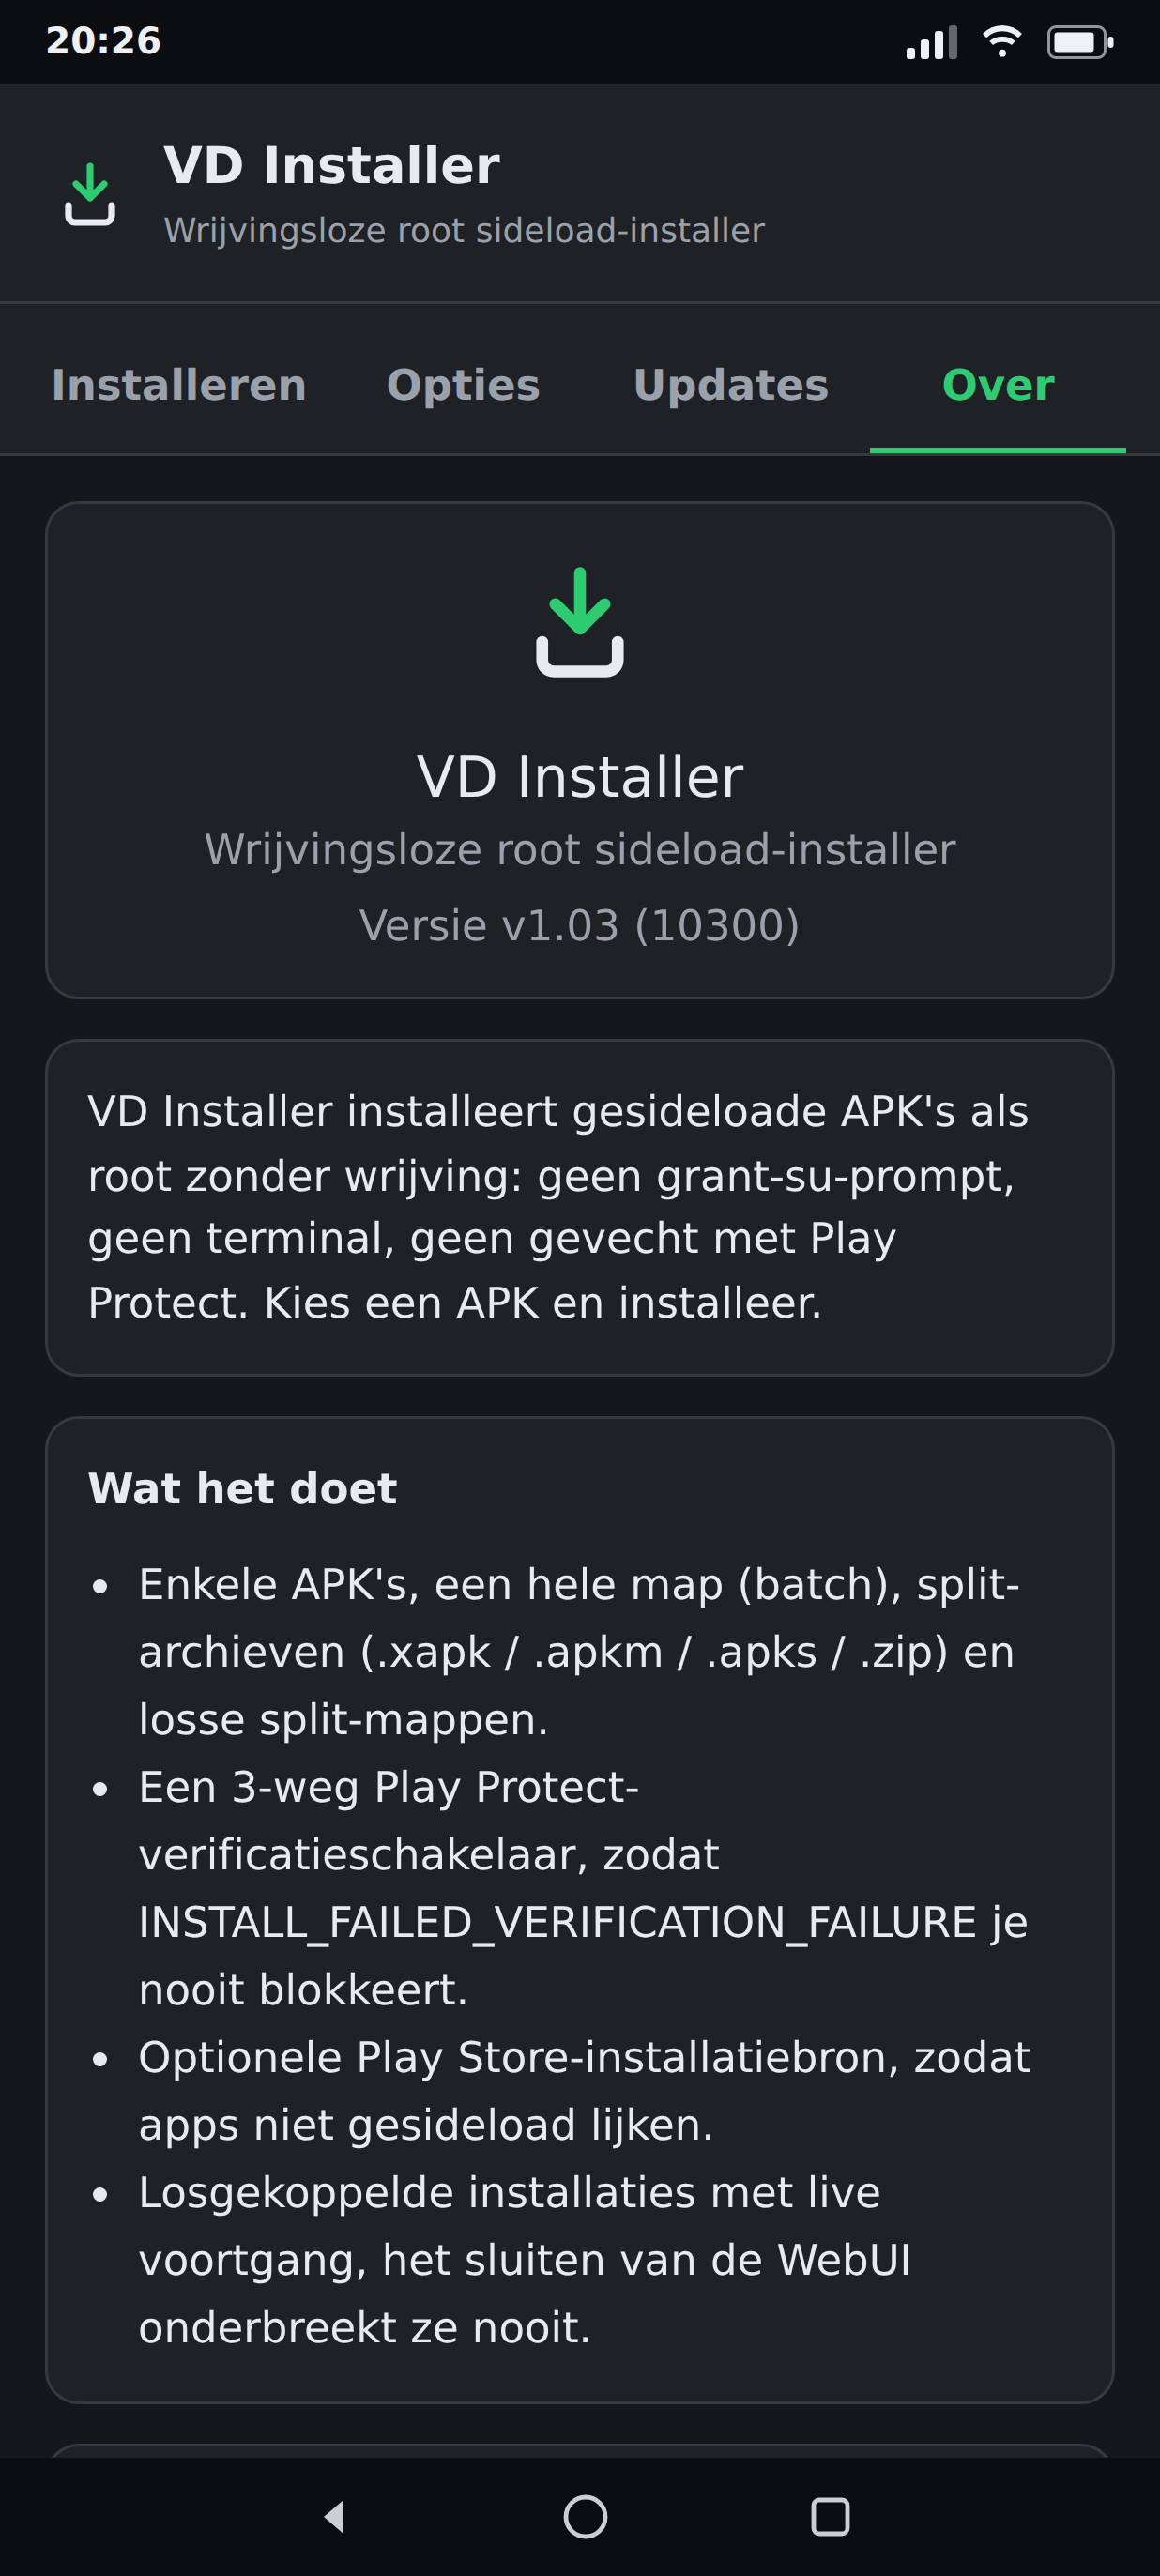 20:26
VD Installer
Wrijvingsloze root sideload-installer
Installeren Opties Updates Over
VD Installer
Wrijvingsloze root sideload-installer
Versie v1.03 (10300)
VD Installer installeert gesideloade APK's als
root zonder wrijving: geen grant-su-prompt,
geen terminal, geen gevecht met Play
Protect. Kies een APK en installeer.
Wat het doet
• Enkele APK's, een hele map (batch), split-
archieven (.xapk / .apkm / .apks / .zip) en
losse split-mappen.
• Een 3-weg Play Protect-
verificatieschakelaar, zodat
INSTALL_FAILED_VERIFICATION_FAILURE je
nooit blokkeert.
• Optionele Play Store-installatiebron, zodat
apps niet gesideload lijken.
• Losgekoppelde installaties met live
voortgang, het sluiten van de WebUI
onderbreekt ze nooit.